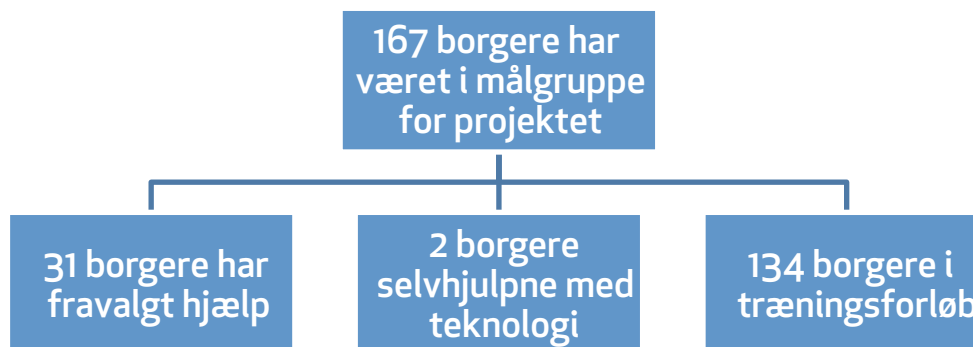 167 borgere har
været i målgruppe
for projektet
31 borgere har
fravalgt hjælp
2 borgere
selvhjulpne med
teknologi
134 borgere i
træningsforløb